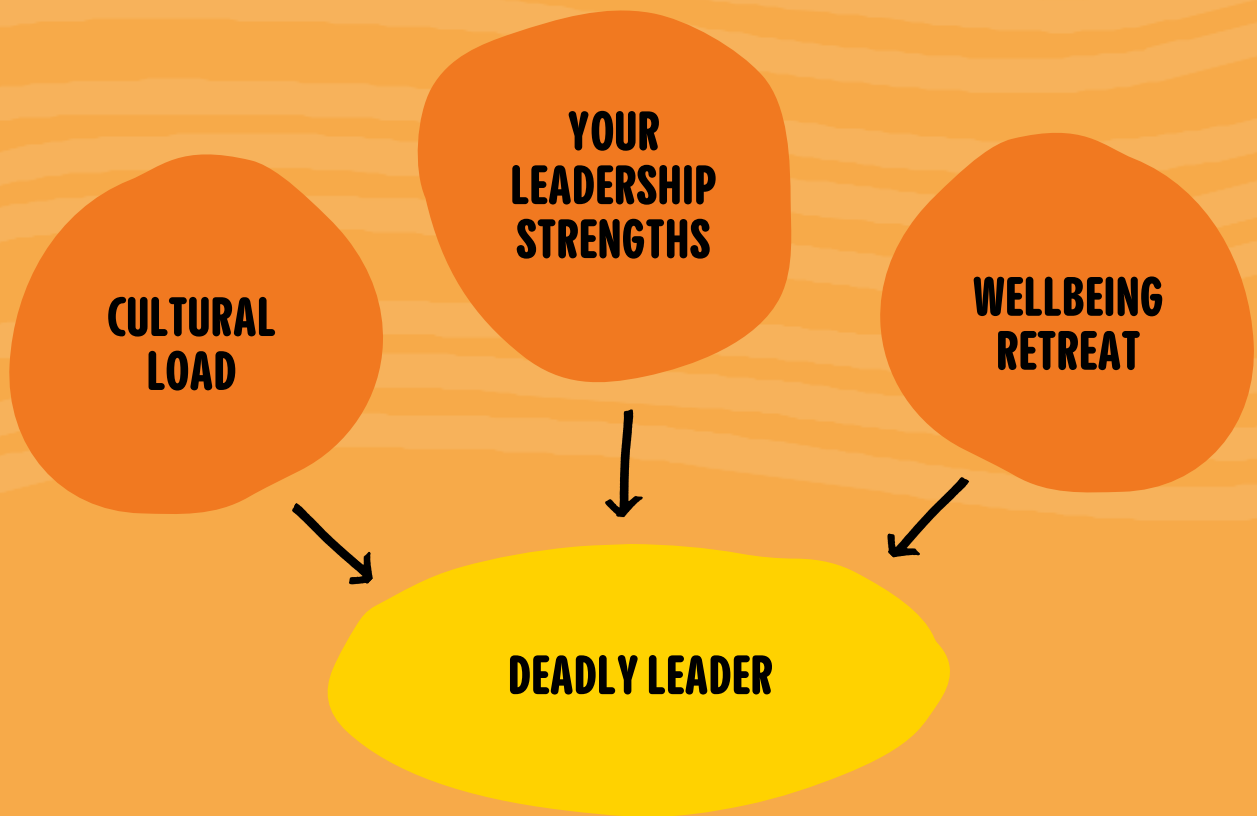 YOUR
LEADERSHIP
STRENGTHS
CULTURAL
LOAD
WELLBEING
RETREAT
DEADLY LEADER